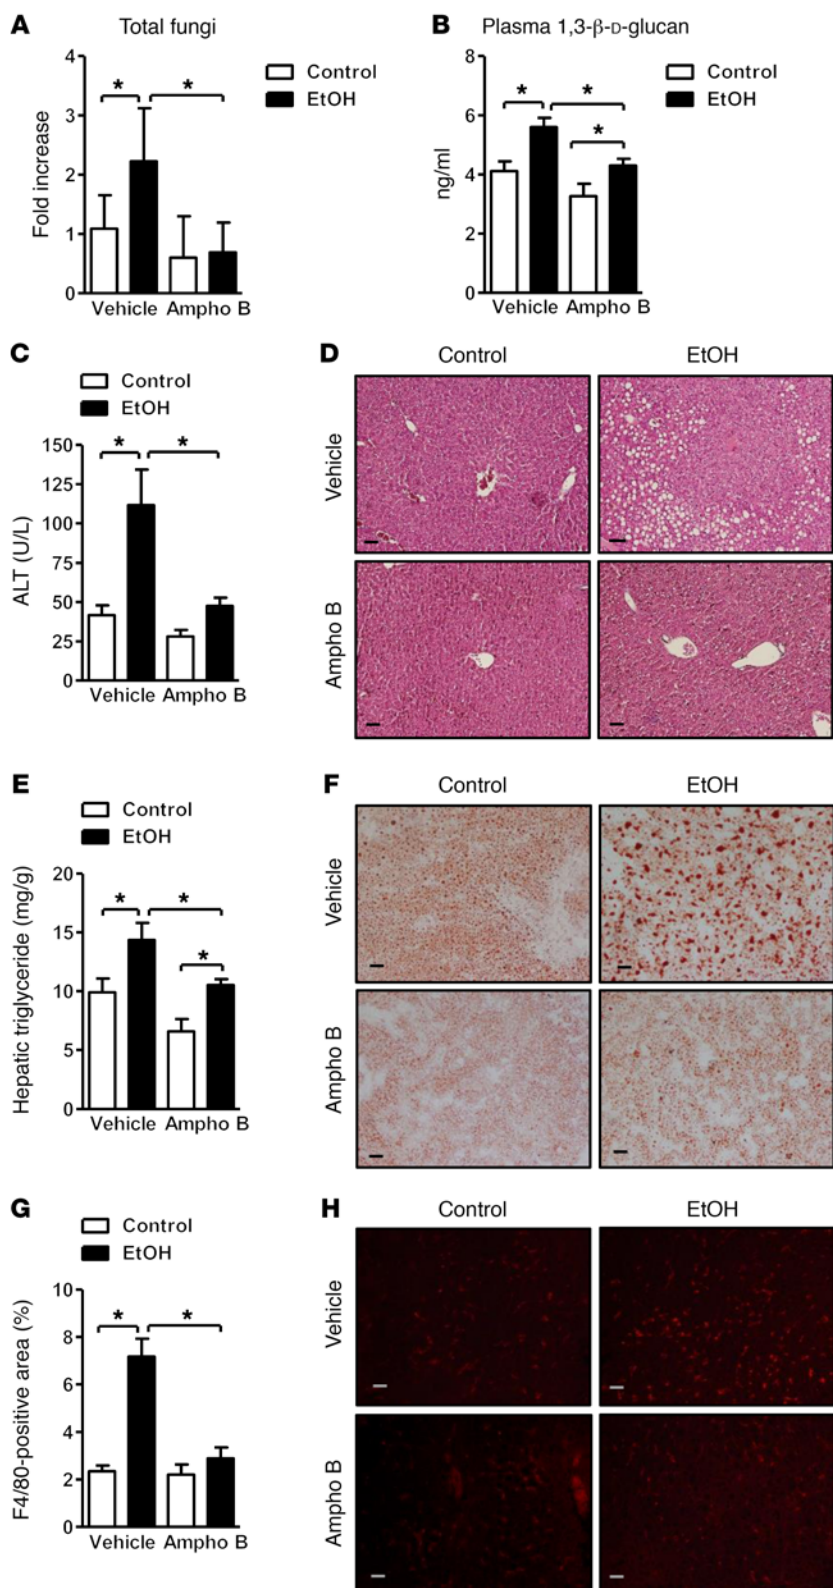 A Total fungi
4
3
2
1
0
Fold increase
* *
Control
EtOH
Vehicle Ampho B
B Plasma 1,3-β-D-glucan
8
6
4
2
0
ng/ml
* *
*
Control
EtOH
Vehicle Ampho B
C
Control
EtOH
150
125
100
75
50
25
0
ALT (U/L)
* *
Vehicle Ampho B
D Control EtOH
Vehicle
Ampho B
E
Control
EtOH
20
15
10
5
0
Hepatic triglyceride (mg/g)
* *
*
Vehicle Ampho B
F Control EtOH
Vehicle
Ampho B
G
Control
EtOH
10
8
6
4
2
0
F4/80-positive area (%)
* *
Vehicle Ampho B
H Control EtOH
Vehicle
Ampho B